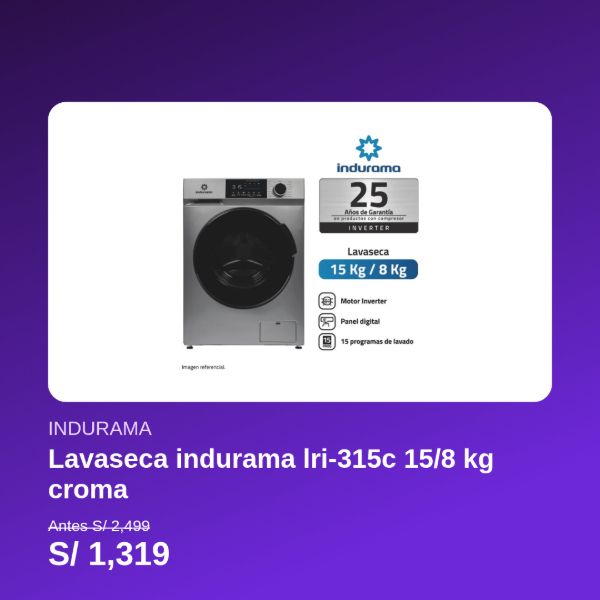 indurama
25
Años de Garantía
en productos con compresor
INVERTER
Lavaseca
15 Kg / 8 Kg
Motor Inverter
Panel digital
15 programas de lavado
Imagen referencial.
INDURAMA
Lavaseca indurama lri-315c 15/8 kg
croma
Antes S/ 2,499
S/ 1,319